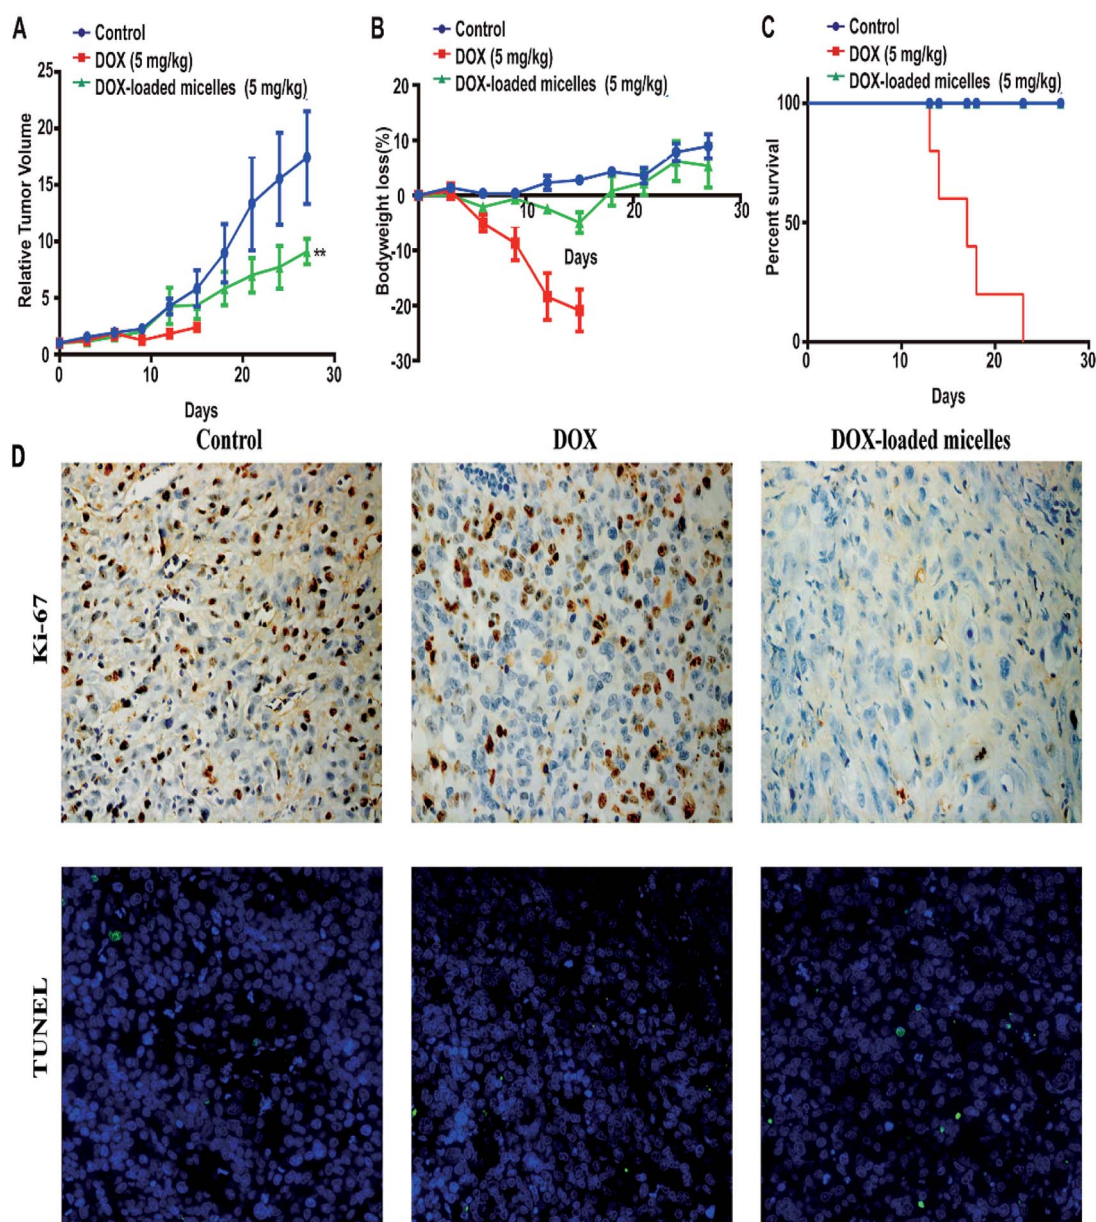 A
Control
DOX (5 mg/kg)
DOX-loaded micelles (5 mg/kg)
Relative Tumor Volume
25
20
15
10
5
0
0 10 20 30
Days
**
B
Control
DOX (5 mg/kg)
DOX-loaded micelles (5 mg/kg)
Bodyweight loss(%)
20
10
0
-10
-20
-30
10 20 30
Days
C
Control
DOX (5 mg/kg)
DOX-loaded micelles (5 mg/kg)
Percent survival
100
50
0
0 10 20 30
Days
D
Control DOX DOX-loaded micelles
Ki-67
TUNEL